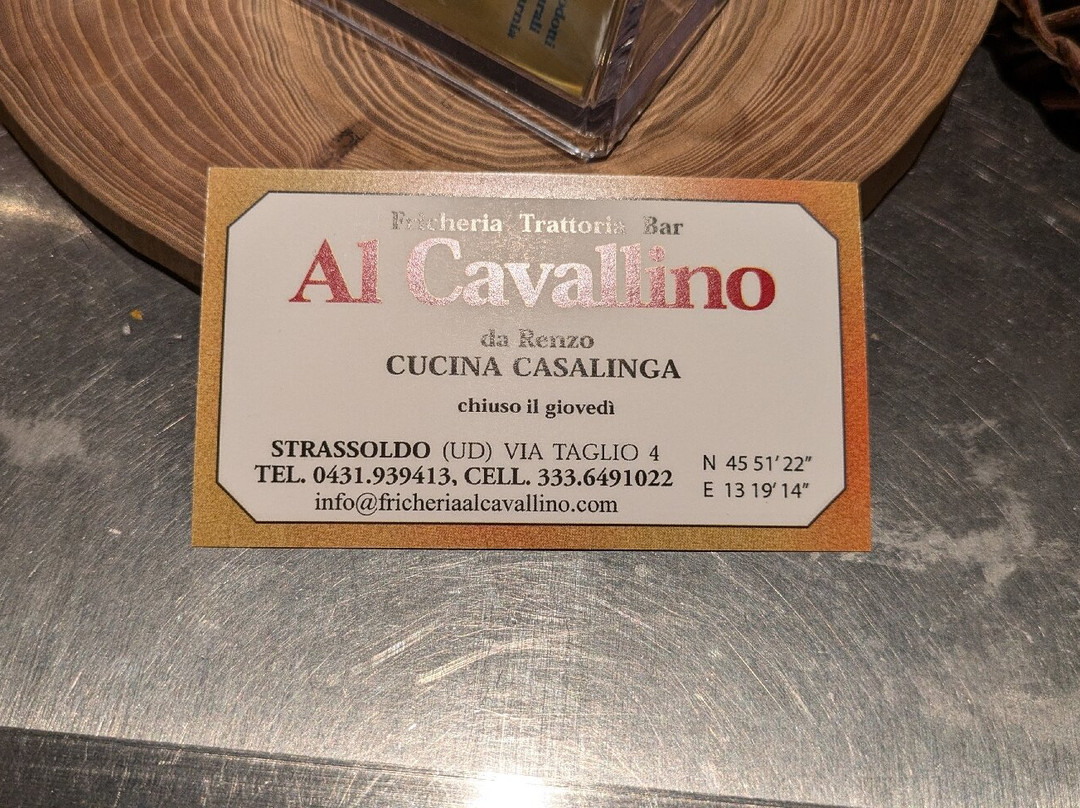 Fricheria Trattoria Bar
Al Cavallino
da Renzo
CUCINA CASALINGA
chiuso il giovedì
STRASSOLDO (UD) VIA TAGLIO 4
TEL. 0431.939413, CELL. 333.6491022
info@fricheriaalcavallino.com
N 45 51' 22"
E 13 19' 14"